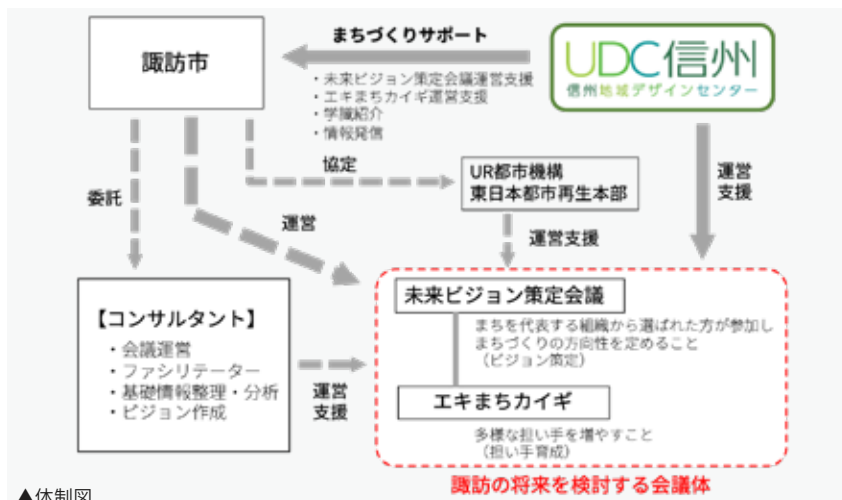 諏訪市
まちづくりサポート
・未来ビジョン策定会議運営支援
・エキまちカイギ運営支援
・学識紹介
・情報発信
UDC信州
信州地域デザインセンター
委託
運営
協定
UR都市機構
東日本都市再生本部
運営支援
運営
支援
【コンサルタント】
・会議運営
・ファシリテーター
・基礎情報整理・分析
・ビジョン作成
運営
支援
未来ビジョン策定会議
まちを代表する組織から選ばれた方が参加し
まちづくりの方向性を定めること
（ビジョン策定）
エキまちカイギ
多様な担い手を増やすこと
（担い手育成）
諏訪の将来を検討する会議体
▲体制図